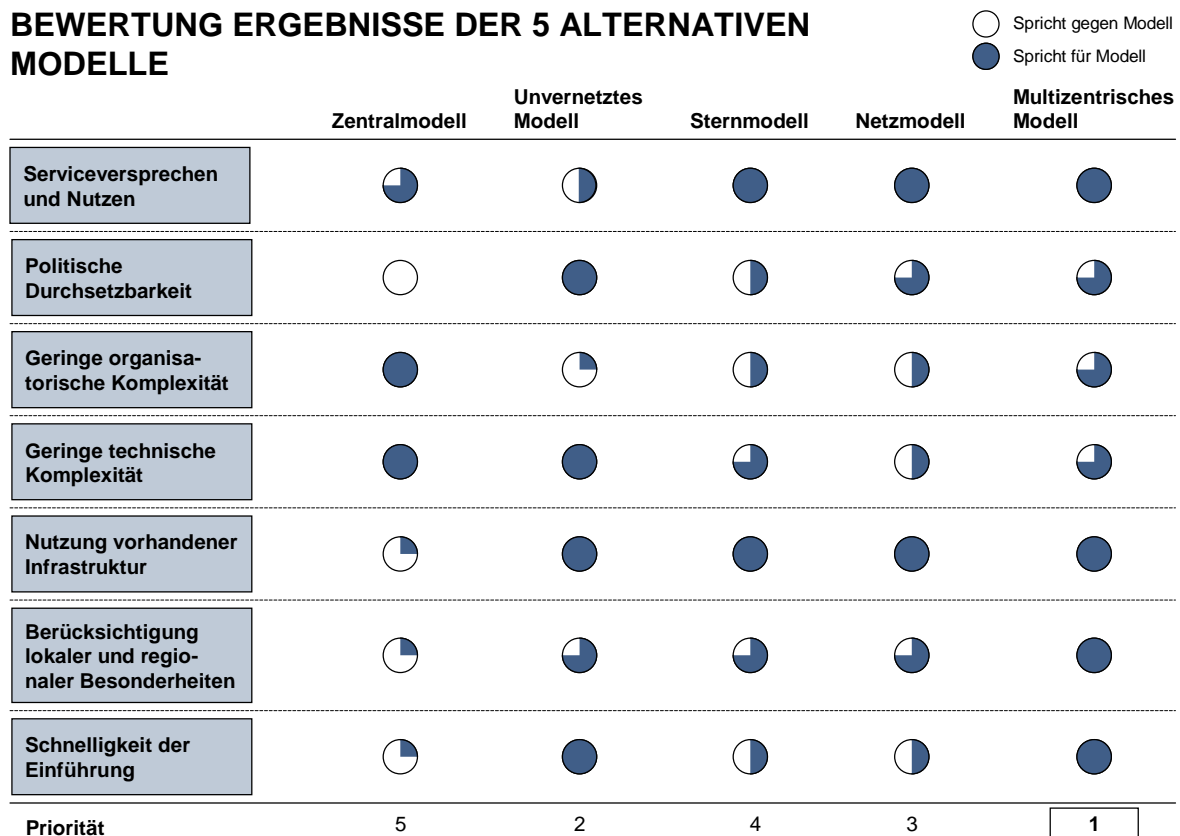 BEWERTUNG ERGEBNISSE DER 5 ALTERNATIVEN
MODELLE
Spricht gegen Modell
Spricht für Modell
Zentralmodell
Unvernetztes
Modell
Sternmodell
Netzmodell
Multizentrisches
Modell
Serviceversprechen
und Nutzen
Politische
Durchsetzbarkeit
Geringe organisa-
torische Komplexität
Geringe technische
Komplexität
Nutzung vorhandener
Infrastruktur
Berücksichtigung
lokaler und regio-
naler Besonderheiten
Schnelligkeit der
Einführung
Priorität 5 2 4 3 1